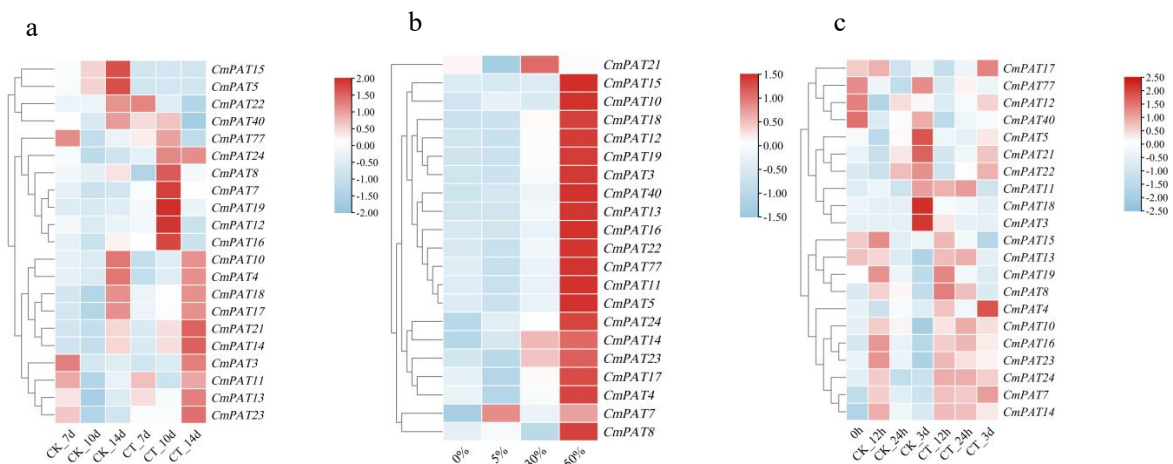 a
CmPAT15
CmPAT5
CmPAT22
CmPAT40
CmPAT77
CmPAT24
CmPAT8
CmPAT7
CmPAT19
CmPAT12
CmPAT16
CmPAT10
CmPAT4
CmPAT18
CmPAT17
CmPAT21
CmPAT14
CmPAT3
CmPAT11
CmPAT13
CmPAT23
CK_7d
CK_10d
CK_14d
CT_7d
CT_10d
CT_14d
2.00
1.50
1.00
0.50
0.00
-0.50
-1.00
-1.50
-2.00
b
CmPAT21
CmPAT15
CmPAT10
CmPAT18
CmPAT12
CmPAT19
CmPAT3
CmPAT40
CmPAT13
CmPAT16
CmPAT22
CmPAT77
CmPAT11
CmPAT5
CmPAT24
CmPAT14
CmPAT23
CmPAT17
CmPAT4
CmPAT7
CmPAT8
0%
5%
30%
50%
1.50
1.00
0.50
0.00
-0.50
-1.00
-1.50
c
CmPAT17
CmPAT77
CmPAT12
CmPAT40
CmPAT5
CmPAT21
CmPAT22
CmPAT11
CmPAT18
CmPAT3
CmPAT15
CmPAT13
CmPAT19
CmPAT8
CmPAT4
CmPAT10
CmPAT16
CmPAT23
CmPAT24
CmPAT7
CmPAT14
0h
CK_12h
CK_24h
CK_3d
CT_12h
CT_24h
CT_3d
2.50
2.00
1.50
1.00
0.50
0.00
-0.50
-1.00
-1.50
-2.00
-2.50